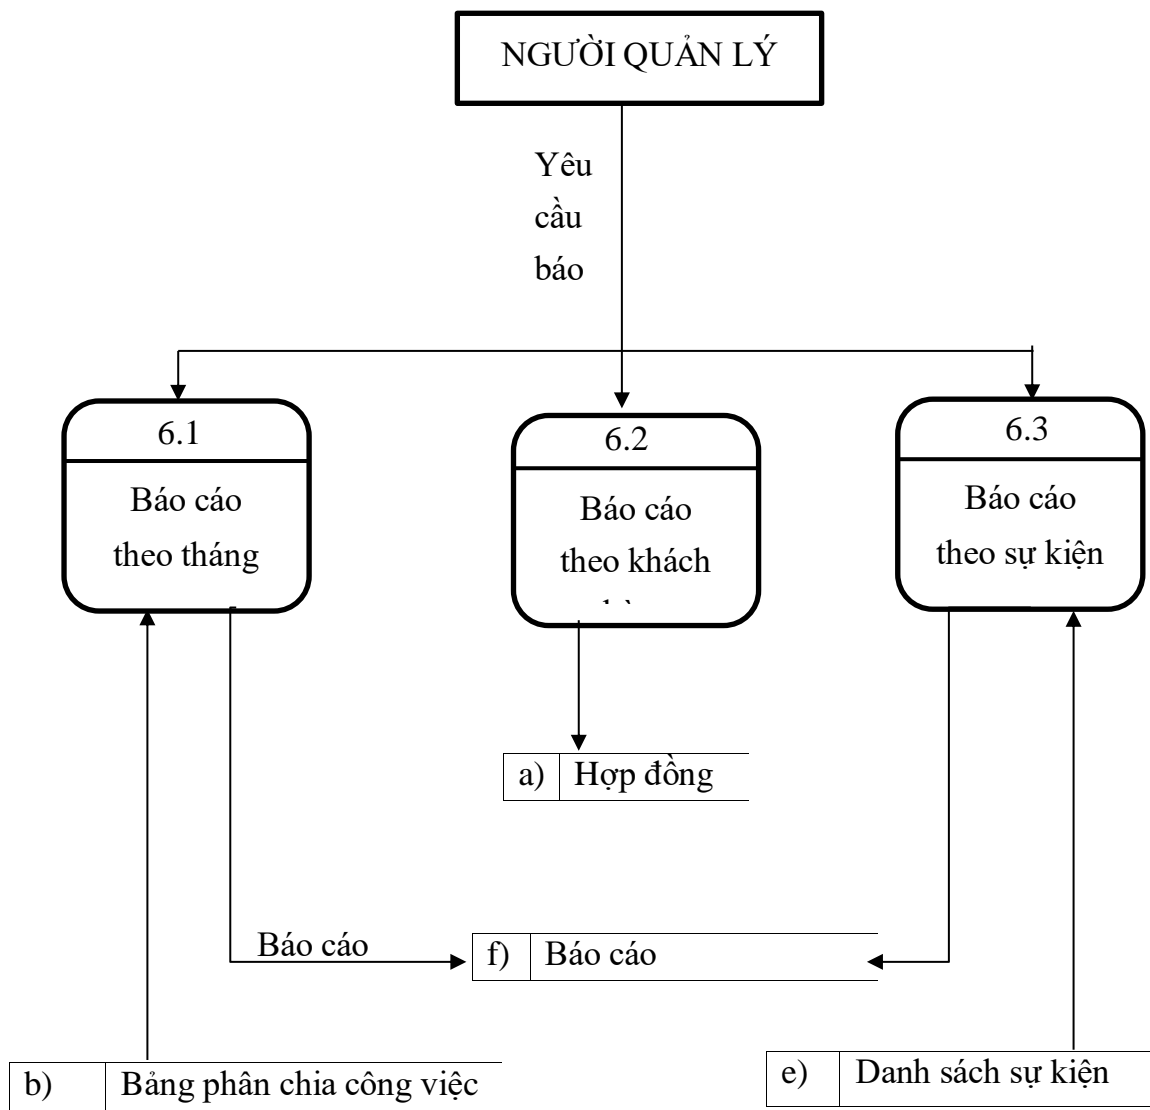 NGƯỜI QUẢN LÝ
Yêu
cầu
báo
6.1
Báo cáo
theo tháng
6.2
Báo cáo
theo khách
6.3
Báo cáo
theo sự kiện
a) Hợp đồng
Báo cáo
f) Báo cáo
b) Bảng phân chia công việc
e) Danh sách sự kiện